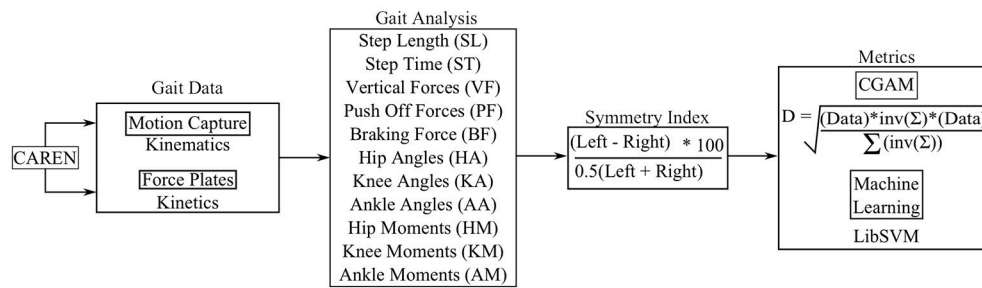 CAREN
Gait Data
Motion Capture
Kinematics
Force Plates
Kinetics
Gait Analysis
Step Length (SL)
Step Time (ST)
Vertical Forces (VF)
Push Off Forces (PF)
Braking Force (BF)
Hip Angles (HA)
Knee Angles (KA)
Ankle Angles (AA)
Hip Moments (HM)
Knee Moments (KM)
Ankle Moments (AM)
Symmetry Index
(Left - Right) * 100
0.5(Left + Right)
Metrics
CGAM
D = √(Data)*inv(Σ)*(Data)
∑(inv(Σ))
Machine
Learning
LibSVM